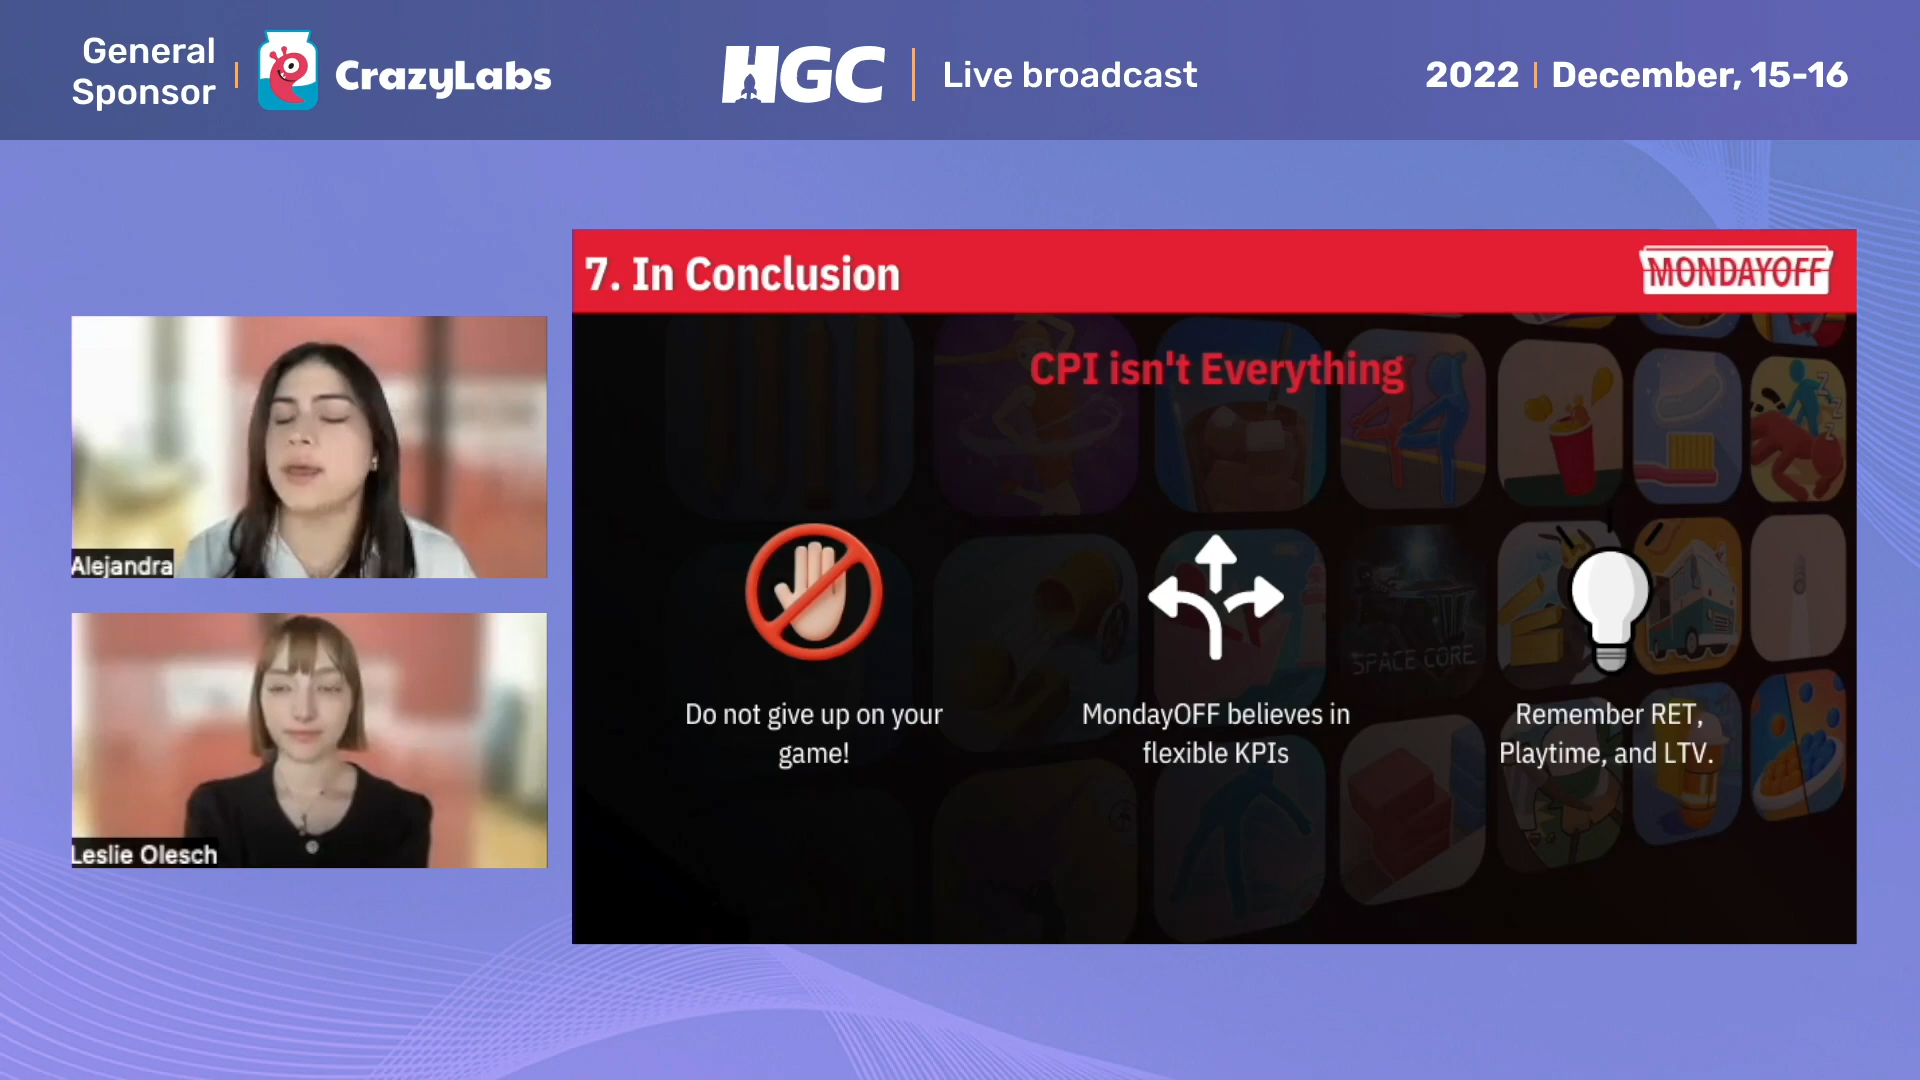 General
Sponsor
CrazyLabs
HGC
Live broadcast
2022
December, 15-16
7. In Conclusion
MONDAYOFF
CPI isn't Everything
SPACE CORE
Do not give up on your
game!
MondayOFF believes in
flexible KPIs
Remember RET,
Playtime, and LTV.
Alejandra
Leslie Olesch